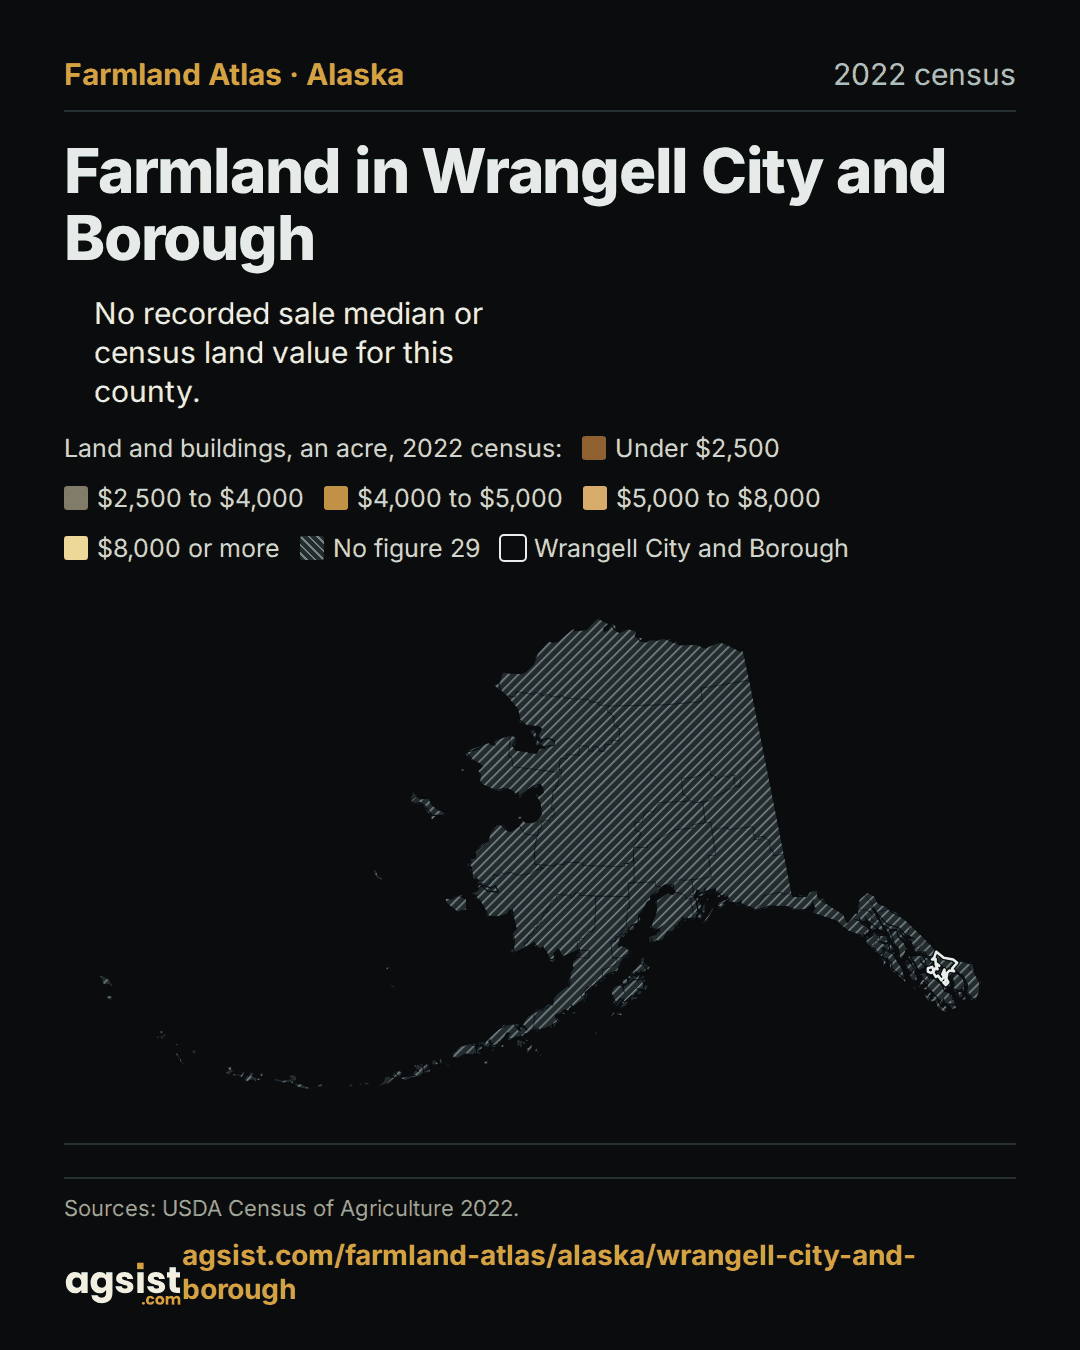 Farmland Atlas · Alaska
2022 census
Farmland in Wrangell City and
Borough
No recorded sale median or
census land value for this
county.
Land and buildings, an acre, 2022 census: Under $2,500
$2,500 to $4,000 $4,000 to $5,000 $5,000 to $8,000
$8,000 or more No figure 29 Wrangell City and Borough
Sources: USDA Census of Agriculture 2022.
agsist.com
agsist.com/farmland-atlas/alaska/wrangell-city-and-
borough